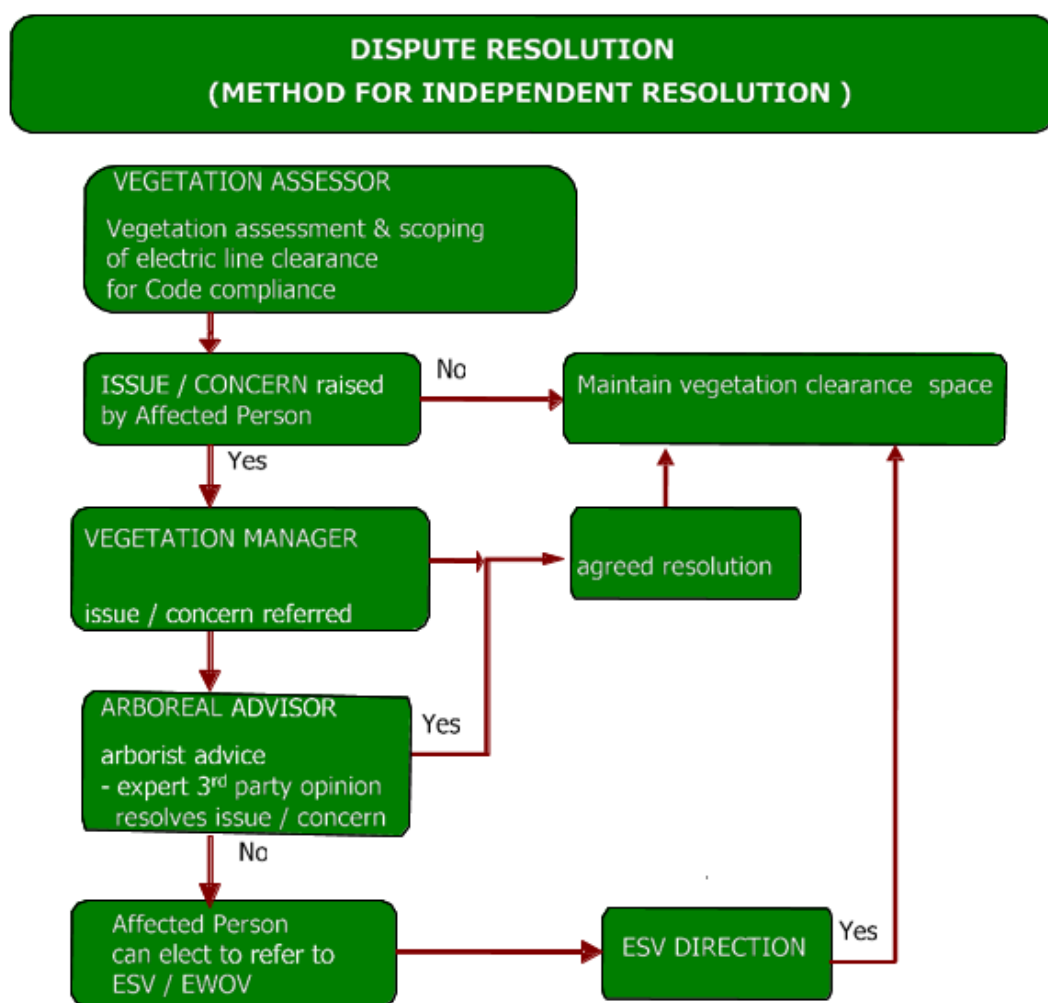 DISPUTE RESOLUTION
(METHOD FOR INDEPENDENT RESOLUTION )
VEGETATION ASSESSOR
Vegetation assessment & scoping
of electric line clearance
for Code compliance
ISSUE / CONCERN raised
by Affected Person
No
Maintain vegetation clearance space
Yes
VEGETATION MANAGER
issue / concern referred
agreed resolution
ARBOREAL ADVISOR
arborist advice
- expert 3rd party opinion
resolves issue / concern
Yes
No
Affected Person
can elect to refer to
ESV / EWOV
ESV DIRECTION
Yes